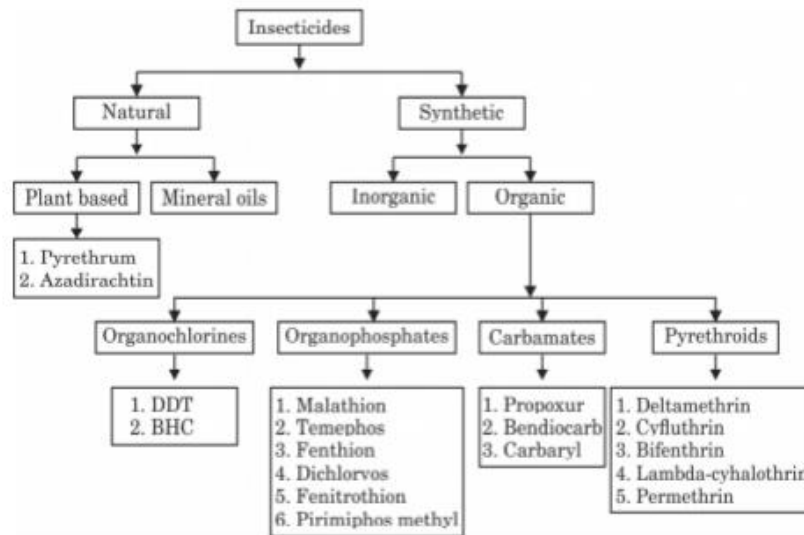 Insecticides
Natural
Synthetic
Plant based
Mineral oils
Inorganic
Organic
1. Pyrethrum
2. Azadirachtin
Organochlorines
Organophosphates
Carbamates
Pyrethroids
1. DDT
2. BHC
1. Malathion
2. Temephos
3. Fenthion
4. Dichlorvos
5. Fenitrothion
6. Pirimiphos methyl
1. Propoxur
2. Bendiocarb
3. Carbaryl
1. Deltamethrin
2. Cyfluthrin
3. Bifenthrin
4. Lambda-cyhalothrin
5. Permethrin